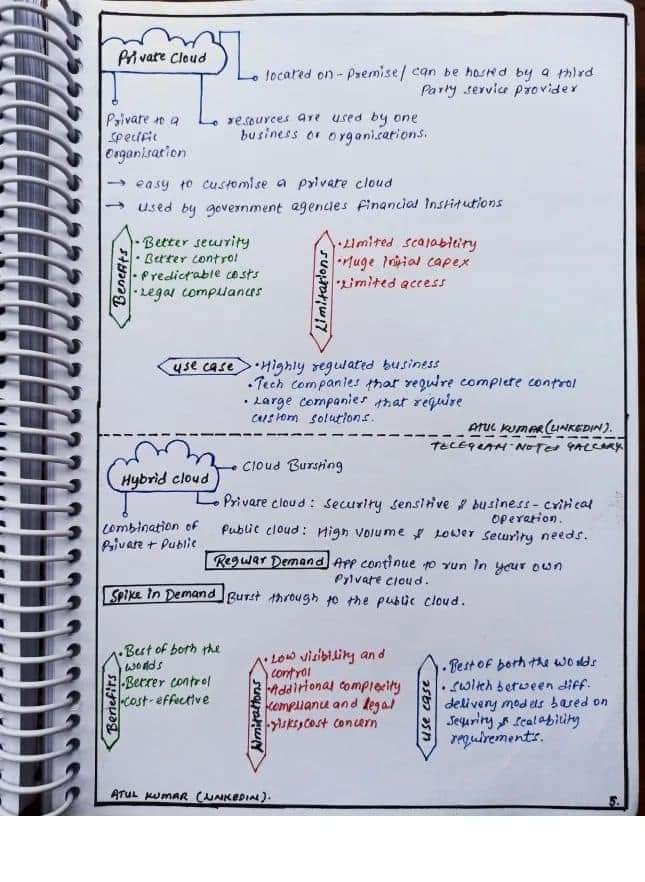 Private Cloud
located on-Premise/ can be hosted by a third
Party service provider
Private to a
specific
organisation
resources are used by one
business or organisations.
→ easy to customise a private cloud
→ used by government agencies financial institutions
Benefits
• Better security
• Better control
• Predictable costs
• Legal compliances
Limitations
• Limited scalability
• Huge initial capex
• Limited access
use case
• Highly regulated business
• Tech companies that require complete control
• Large companies that require
custom solutions.
ATUL KUMAR (LINKEDIN).
TELEGRAM-NOTES GALLERY
Hybrid cloud
Cloud Bursting
combination of
Private + Public
Private cloud: security sensitive & business-critical
operation.
Public cloud: High volume & Lower security needs.
Regular Demand App continue to run in your own
Private cloud.
Spike in Demand Burst through to the public cloud.
Benefits
• Best of both the
worlds
• Better control
• cost-effective
limitations
• Low visibility and
control
• Additional complexity
• compliance and legal
• risks, cost concern
use case
• Best of both the worlds
• switch between diff.
delivery models based on
security & scalability
requirements.
ATUL KUMAR (LINKEDIN).
5.